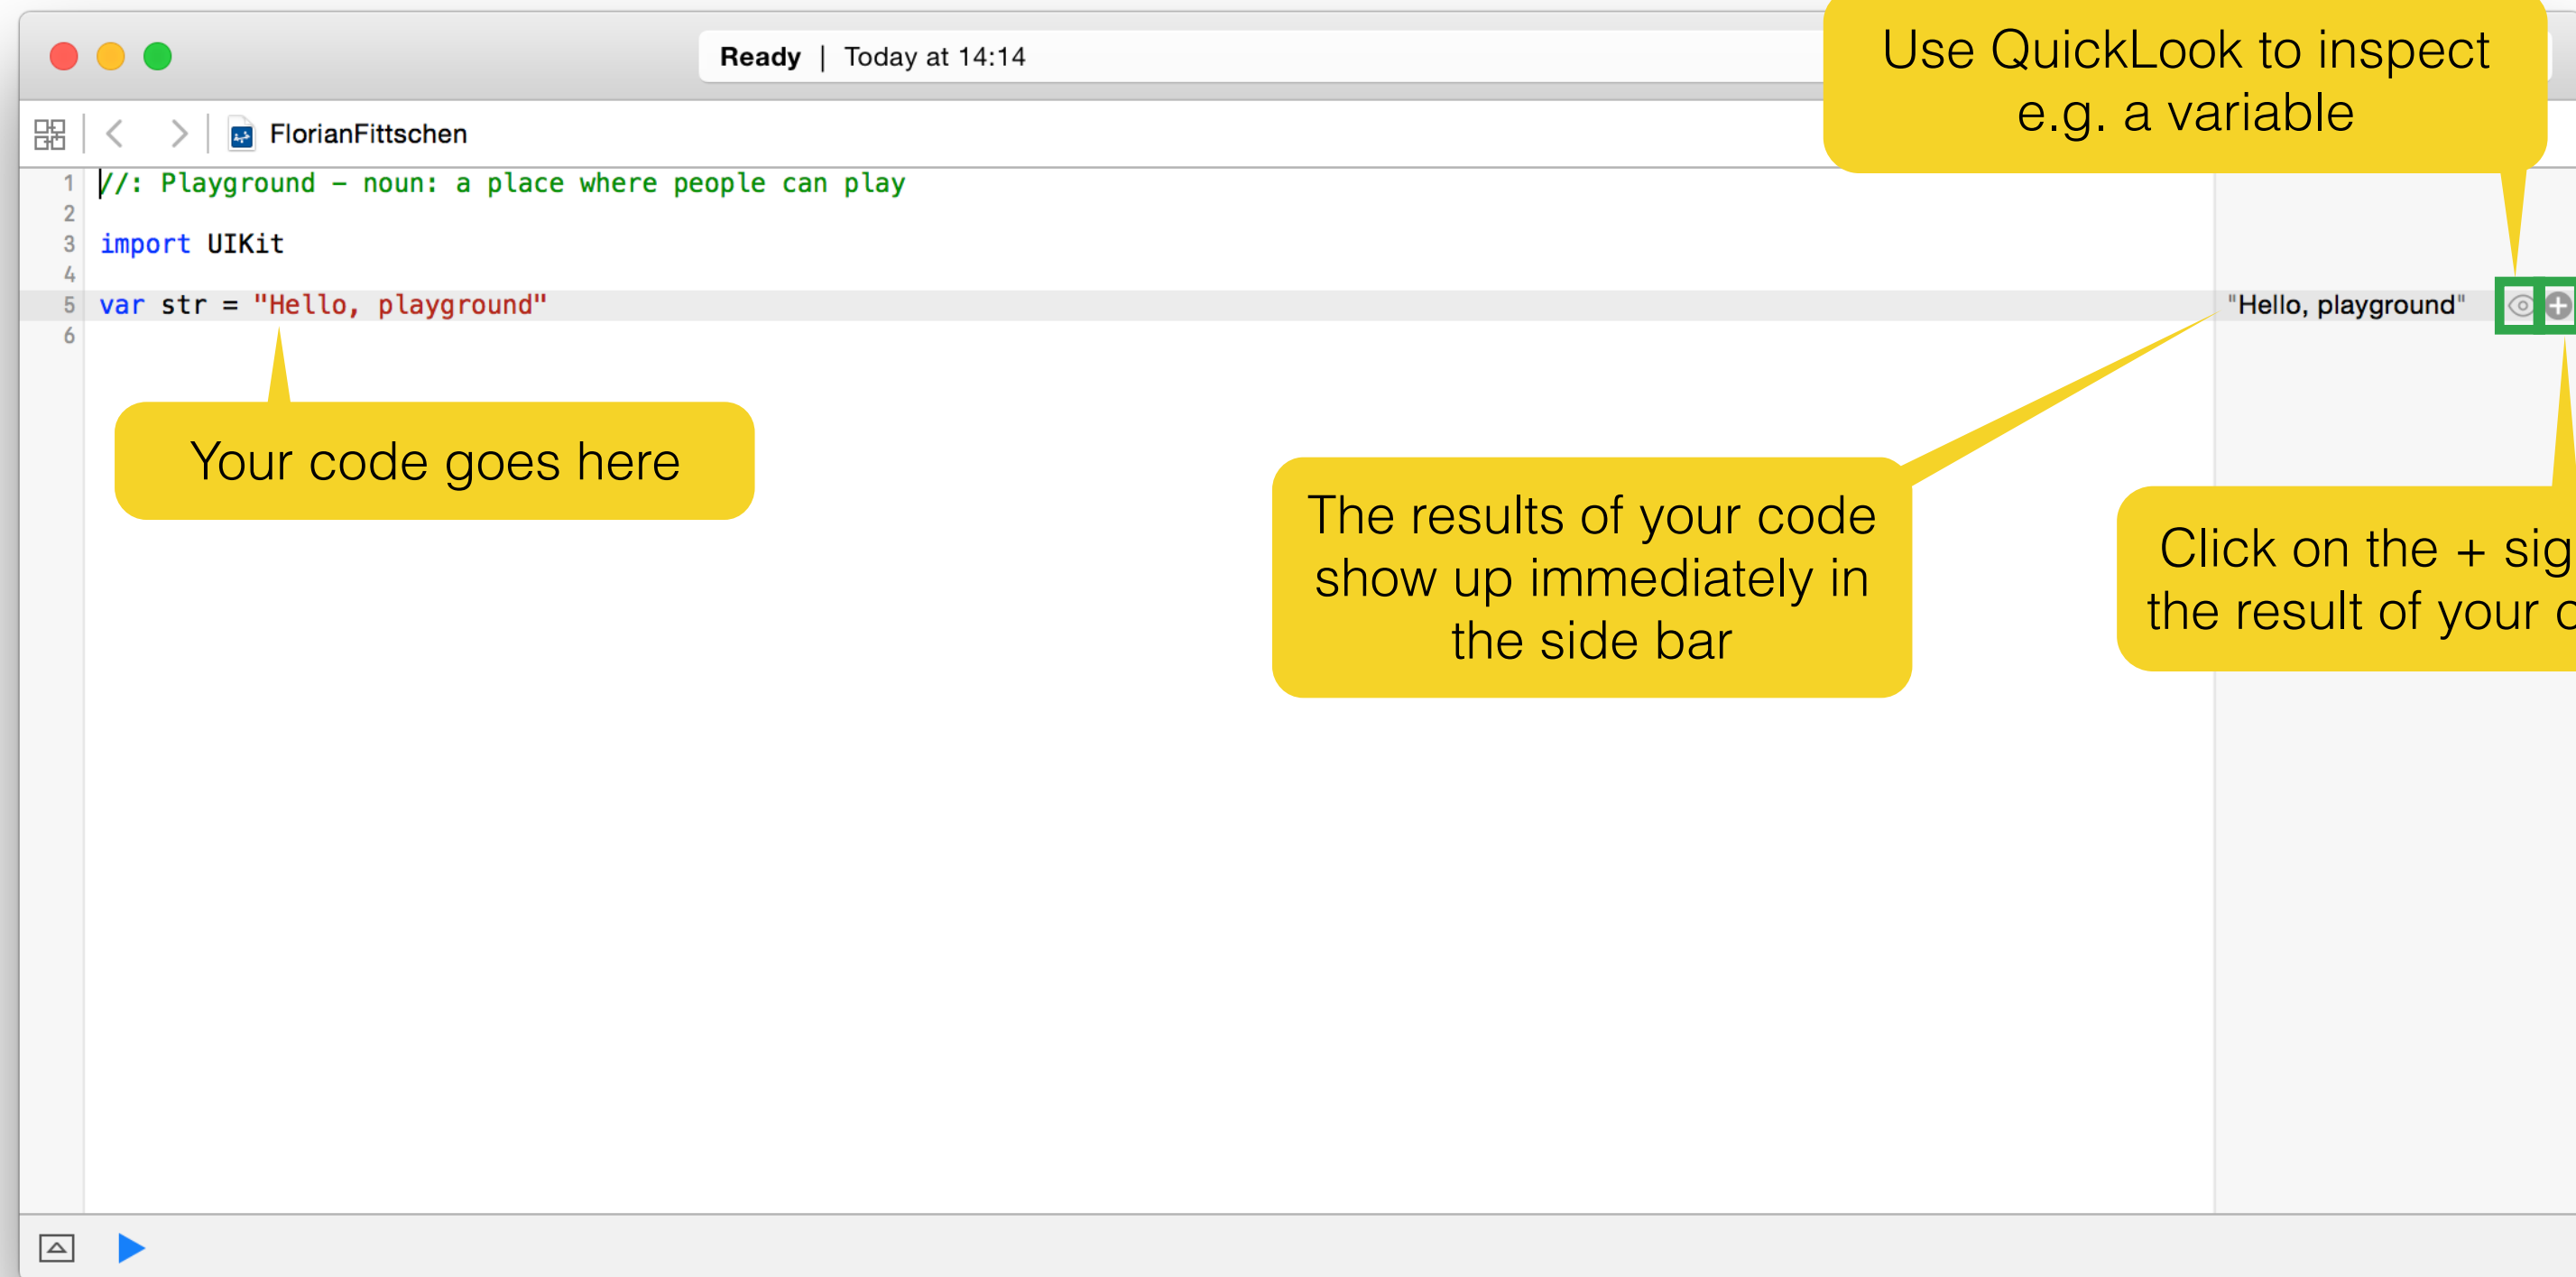 Ready | Today at 14:14
Use QuickLook to inspect
e.g. a variable
FlorianFittschen
1 //: Playground – noun: a place where people can play
2
3 import UIKit
4
5 var str = "Hello, playground"
"Hello, playground"
6
Your code goes here
The results of your code
show up immediately in
the side bar
Click on the + sig
the result of your c